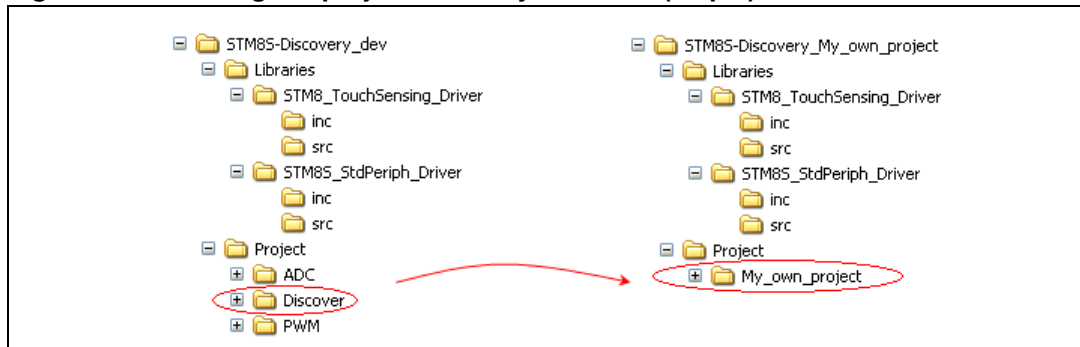 STM8S-Discovery_dev
Libraries
STM8_TouchSensing_Driver
inc
src
STM8S_StdPeriph_Driver
inc
src
Project
ADC
Discover
PWM
STM8S-Discovery_My_own_project
Libraries
STM8_TouchSensing_Driver
inc
src
STM8S_StdPeriph_Driver
inc
src
Project
My_own_project